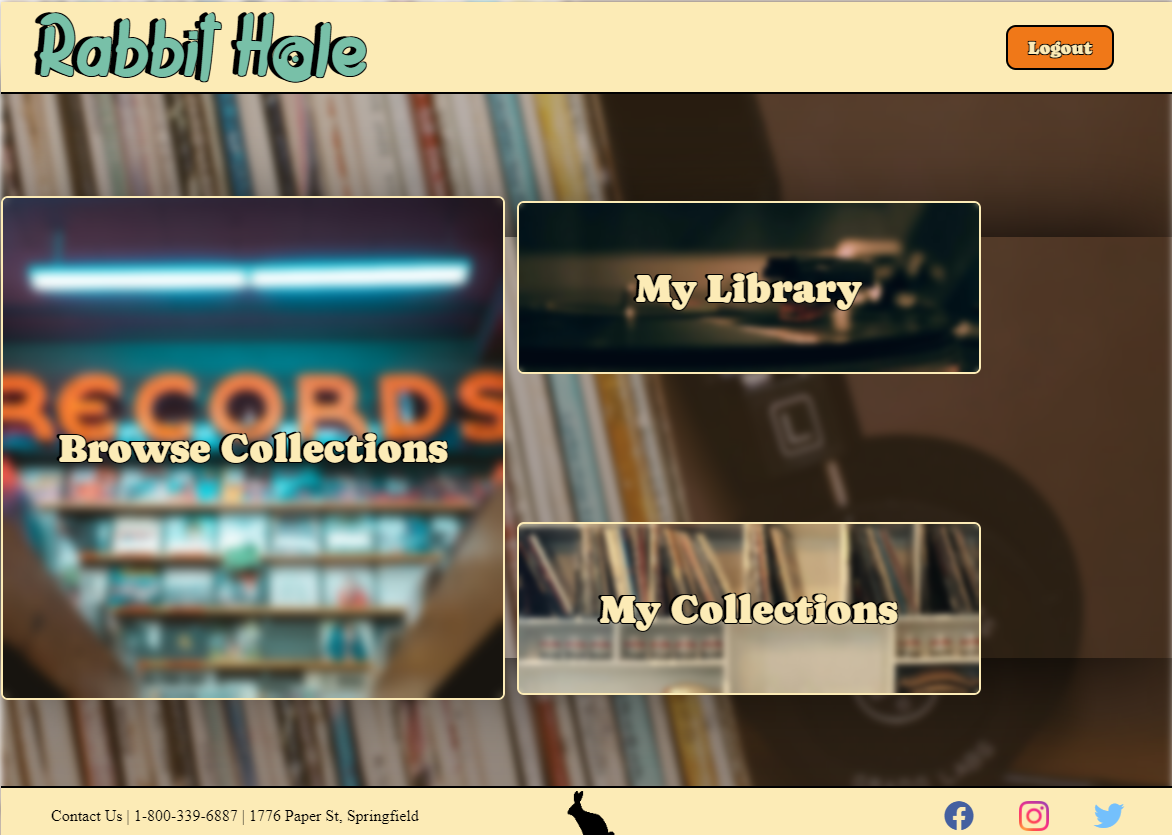 Rabbit Hole
Logout
RECORDS
Browse Collections
My Library
L
My Collections
Contact Us | 1-800-339-6887 | 1776 Paper St, Springfield